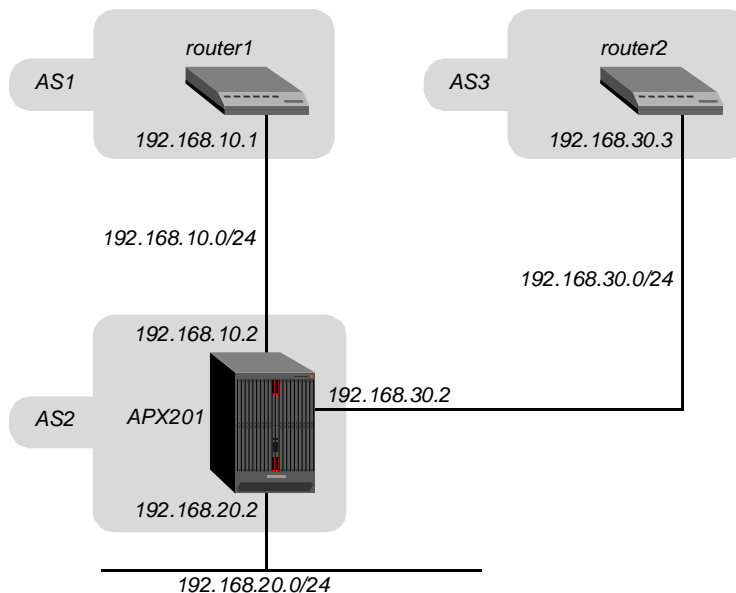 router1
router2
AS1
AS3
192.168.10.1
192.168.30.3
192.168.10.0/24
192.168.30.0/24
192.168.10.2
192.168.30.2
AS2
APX201
192.168.20.2
192.168.20.0/24